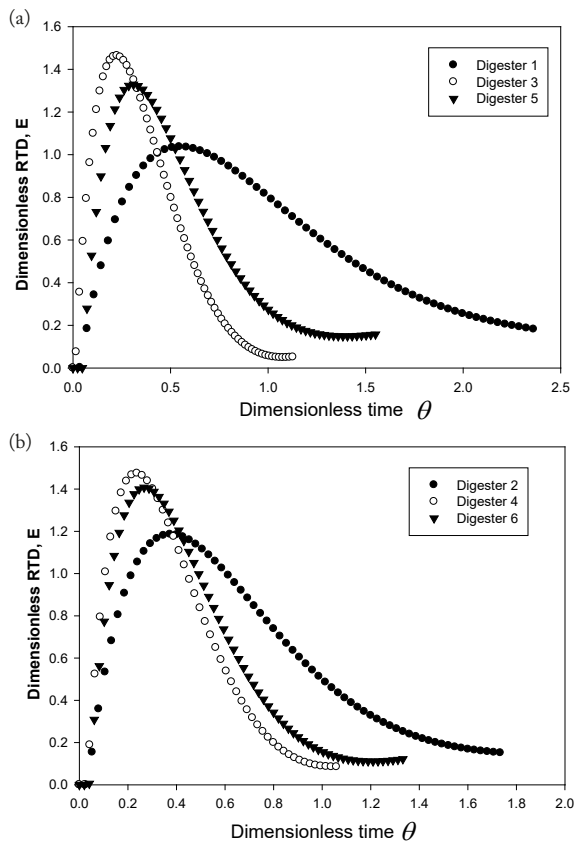 (a)
1.6
1.4
1.2
1.0
0.8
0.6
0.4
0.2
0.0
Dimensionless RTD, E
Digester 1
Digester 3
Digester 5
0.0 0.5 1.0 1.5 2.0 2.5
Dimensionless time θ
(b)
1.6
1.4
1.2
1.0
0.8
0.6
0.4
0.2
0.0
Dimensionless RTD, E
Digester 2
Digester 4
Digester 6
0.0 0.2 0.4 0.6 0.8 1.0 1.2 1.4 1.6 1.8 2.0
Dimensionless time θ